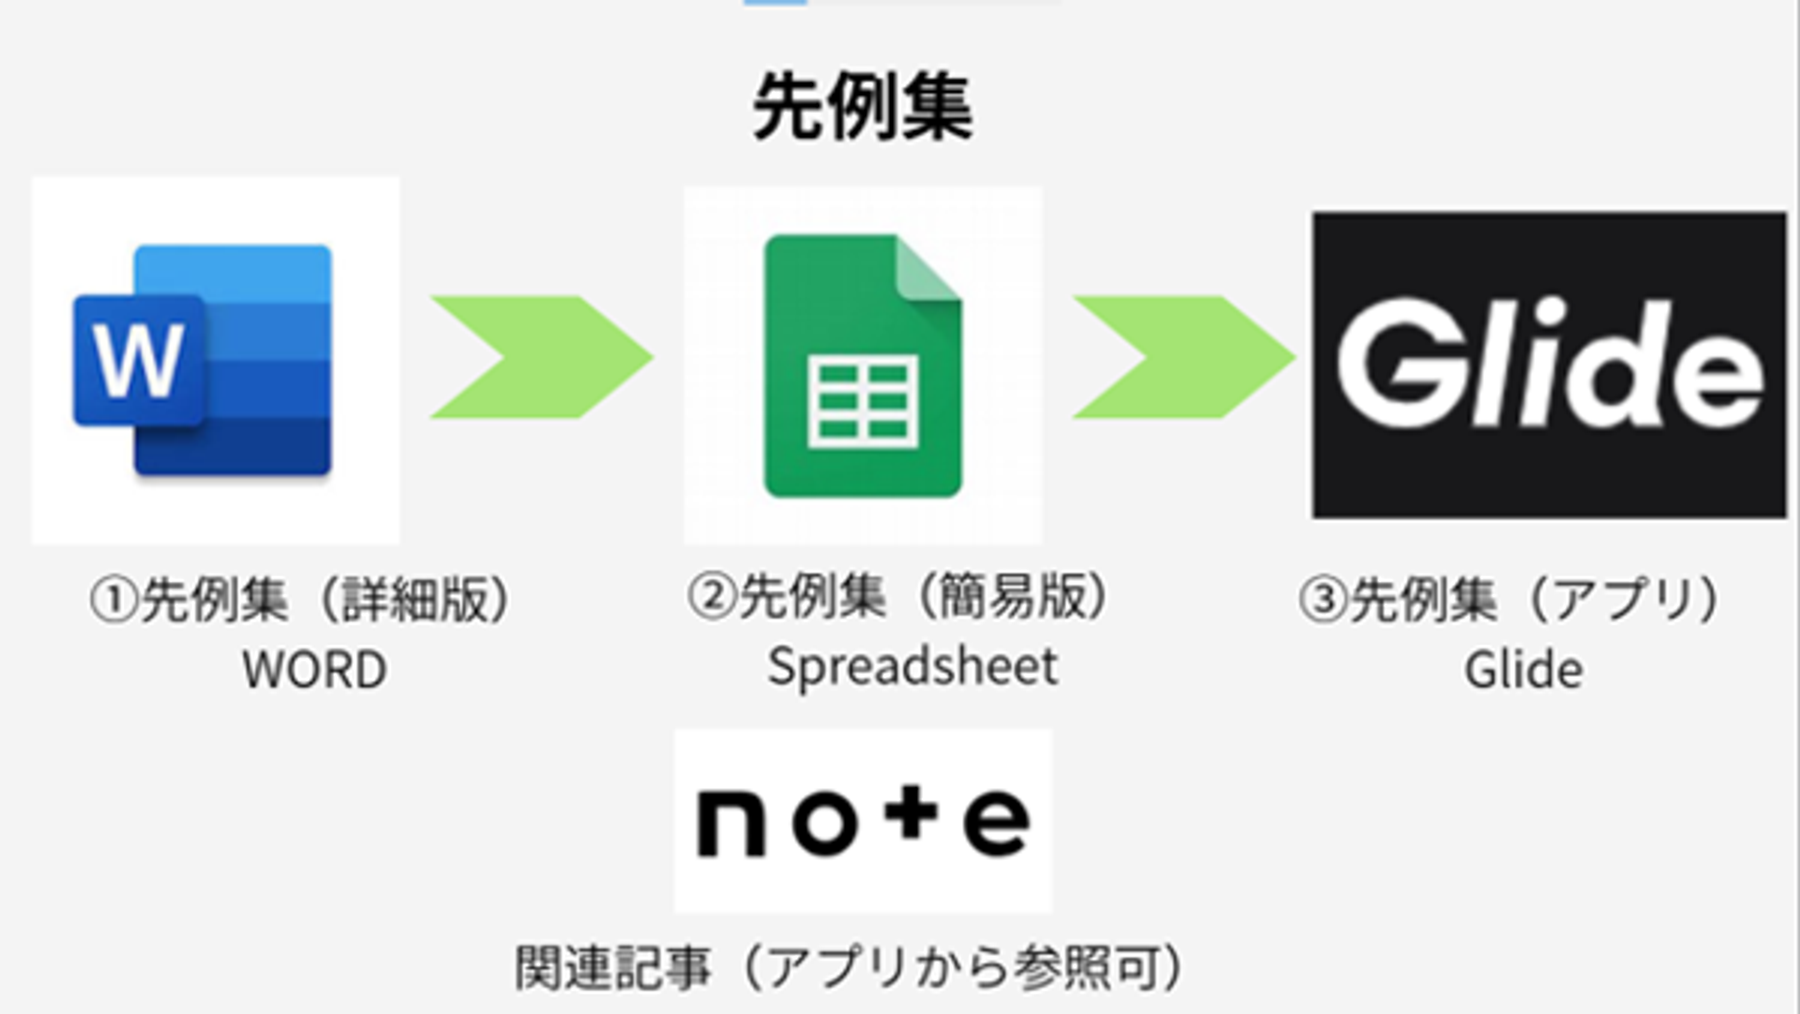 先例集
W
Glide
①先例集（詳細版）
WORD
②先例集（簡易版）
Spreadsheet
③先例集（アプリ）
Glide
note
関連記事（アプリから参照可）